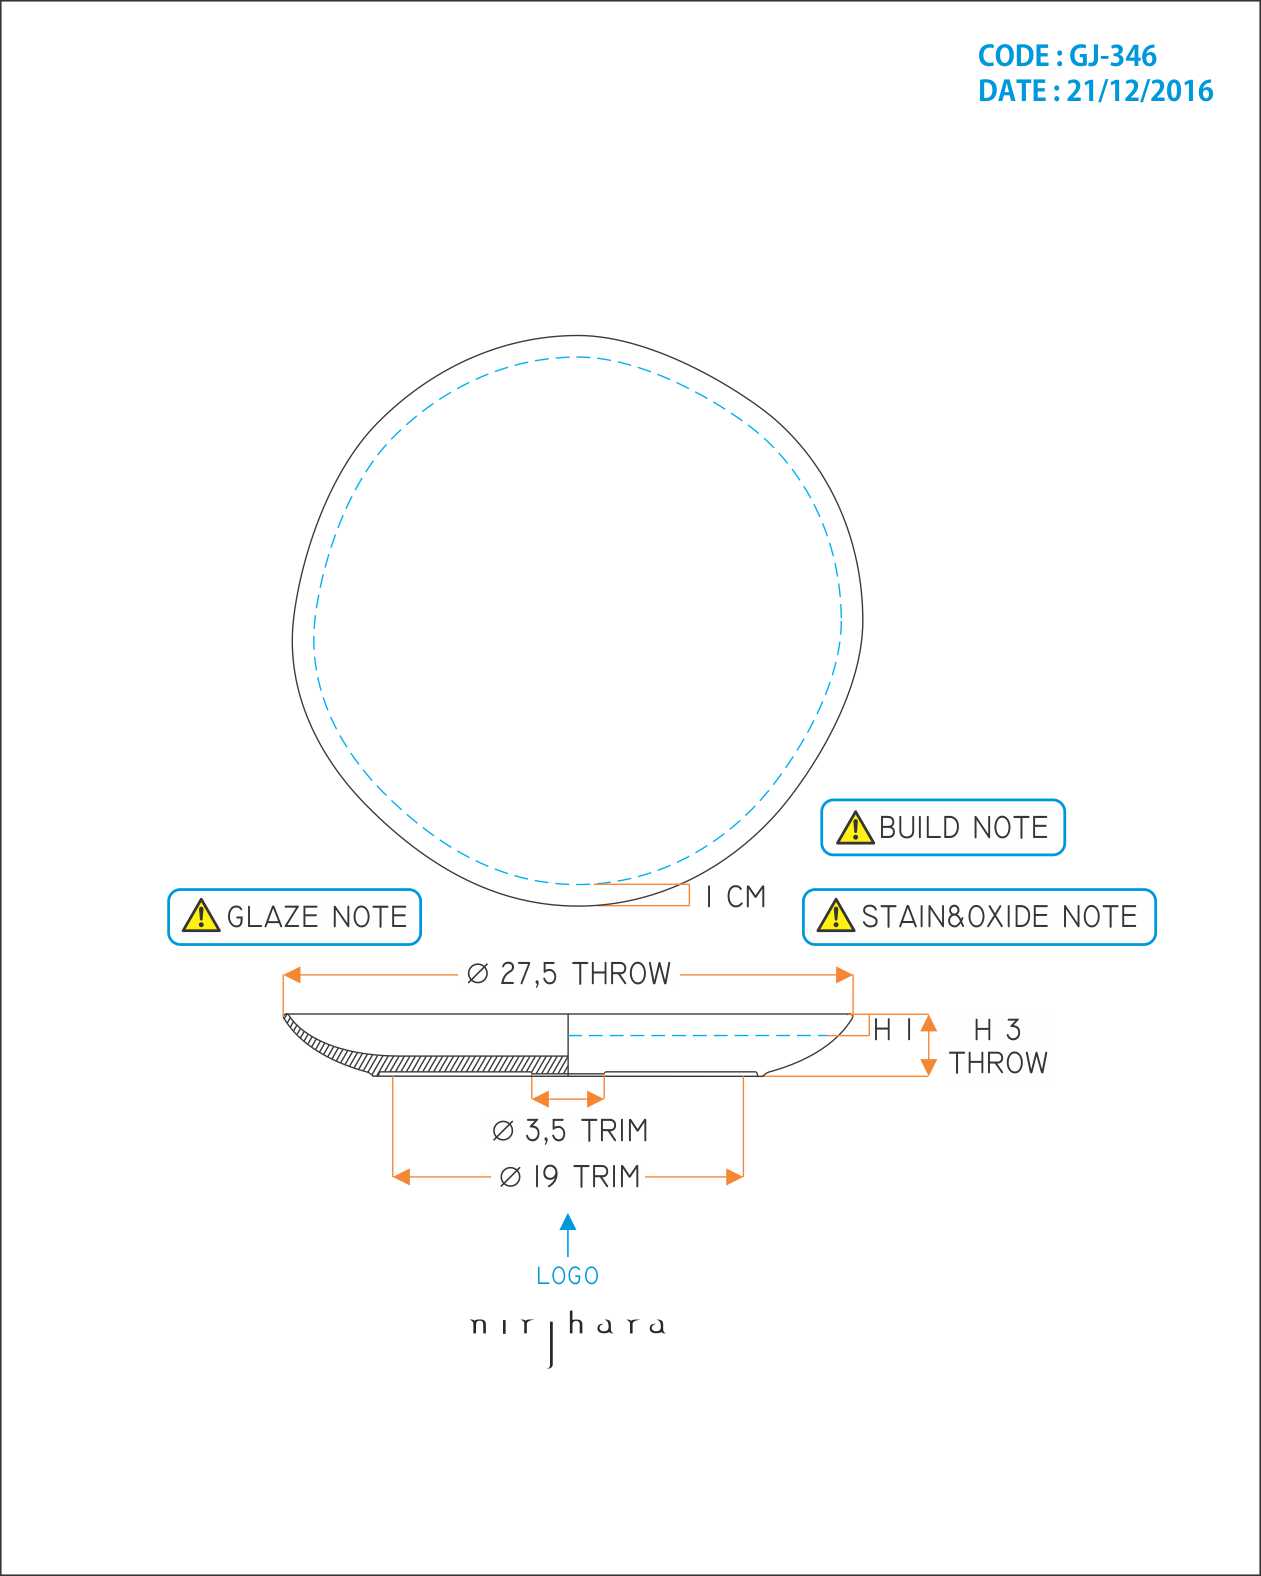 CODE : GJ-346
DATE : 21/12/2016
BUILD NOTE
1 CM
GLAZE NOTE
STAIN&OXIDE NOTE
Ø 27,5 THROW
H 1
H 3
THROW
Ø 3,5 TRIM
Ø 19 TRIM
LOGO
nirjhara